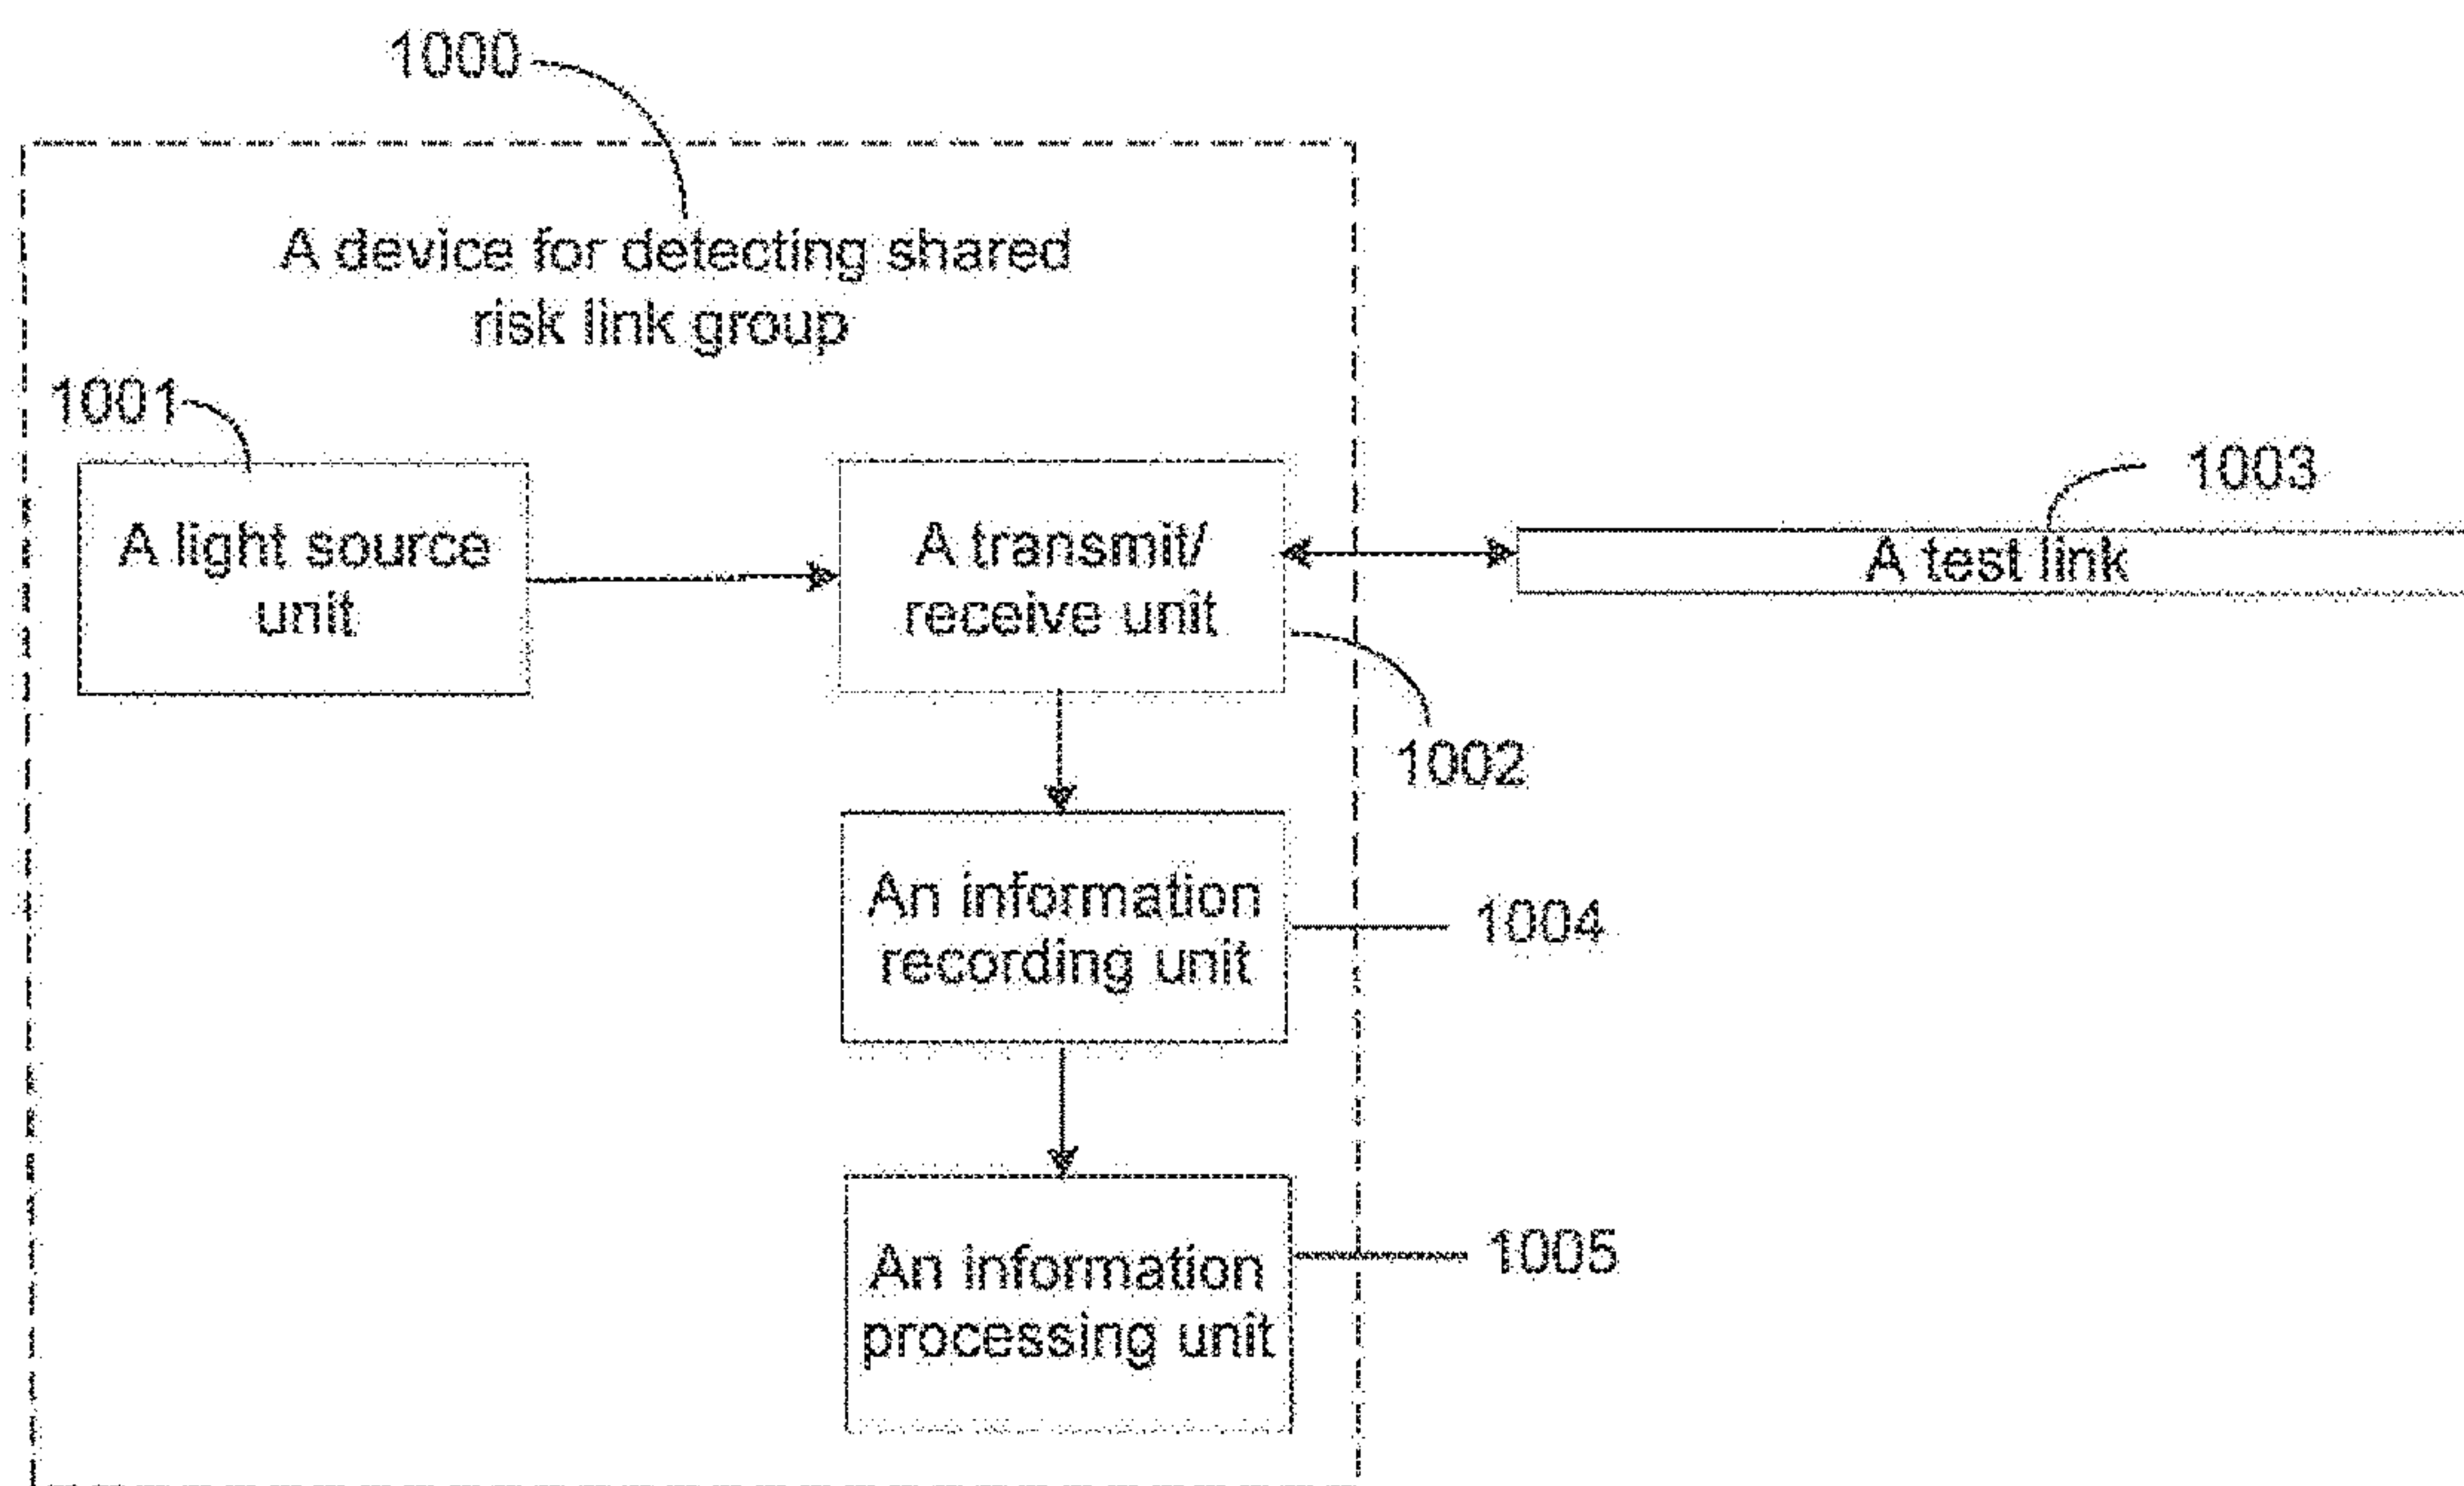 1000
A device for detecting shared
risk link group
1001
A light source
unit
A transmit/
receive unit
1003
A test link
1002
An information
recording unit
1004
An information
processing unit
1005